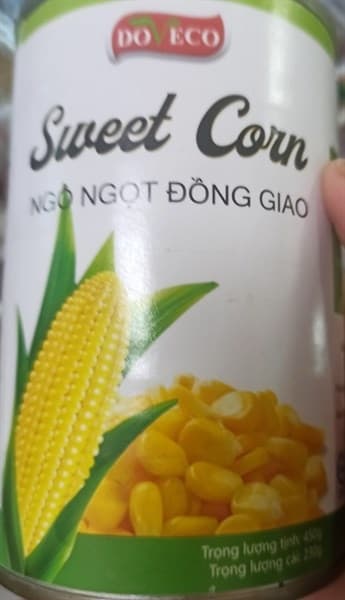 DOVECO
Sweet Corn
NGÔ NGỌT ĐỒNG GIAO
Trọng lượng tịnh: 450g
Trọng lượng cái: 250g